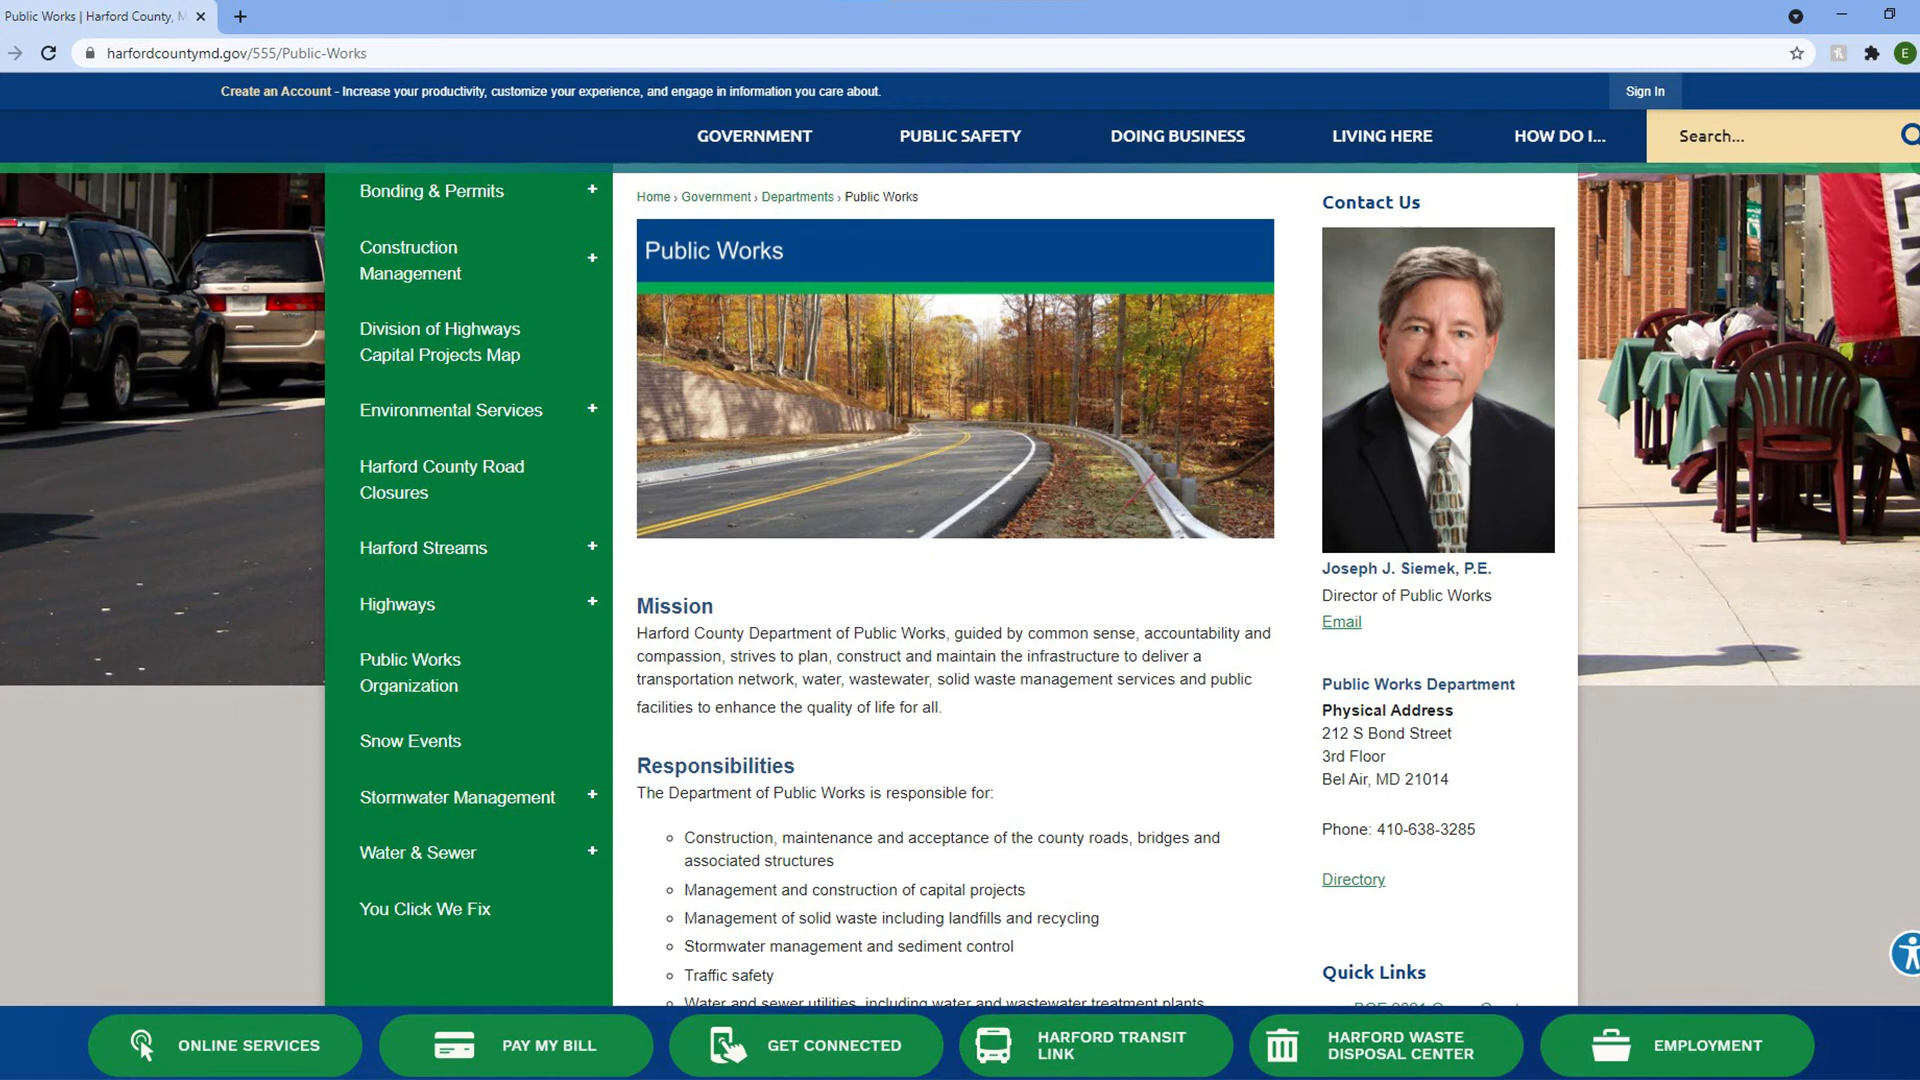 Public Works | Harford County, M
harfordcountymd.gov/555/Public-Works
E
Create an Account - Increase your productivity, customize your experience, and engage in information you care about.
Sign In
GOVERNMENT
PUBLIC SAFETY
DOING BUSINESS
LIVING HERE
HOW DO I...
Search...
Bonding & Permits +
Construction
Management +
Division of Highways
Capital Projects Map
Environmental Services +
Harford County Road
Closures
Harford Streams +
Highways +
Public Works
Organization
Snow Events
Stormwater Management +
Water & Sewer +
You Click We Fix
Home › Government › Departments › Public Works
Public Works
Mission
Harford County Department of Public Works, guided by common sense, accountability and
compassion, strives to plan, construct and maintain the infrastructure to deliver a
transportation network, water, wastewater, solid waste management services and public
facilities to enhance the quality of life for all.
Responsibilities
The Department of Public Works is responsible for:
Construction, maintenance and acceptance of the county roads, bridges and
associated structures
Management and construction of capital projects
Management of solid waste including landfills and recycling
Stormwater management and sediment control
Traffic safety
Water and sewer utilities, including water and wastewater treatment plants
Contact Us
Joseph J. Siemek, P.E.
Director of Public Works
Email
Public Works Department
Physical Address
212 S Bond Street
3rd Floor
Bel Air, MD 21014
Phone: 410-638-3285
Directory
Quick Links
ONLINE SERVICES
PAY MY BILL
GET CONNECTED
HARFORD TRANSIT
LINK
HARFORD WASTE
DISPOSAL CENTER
EMPLOYMENT